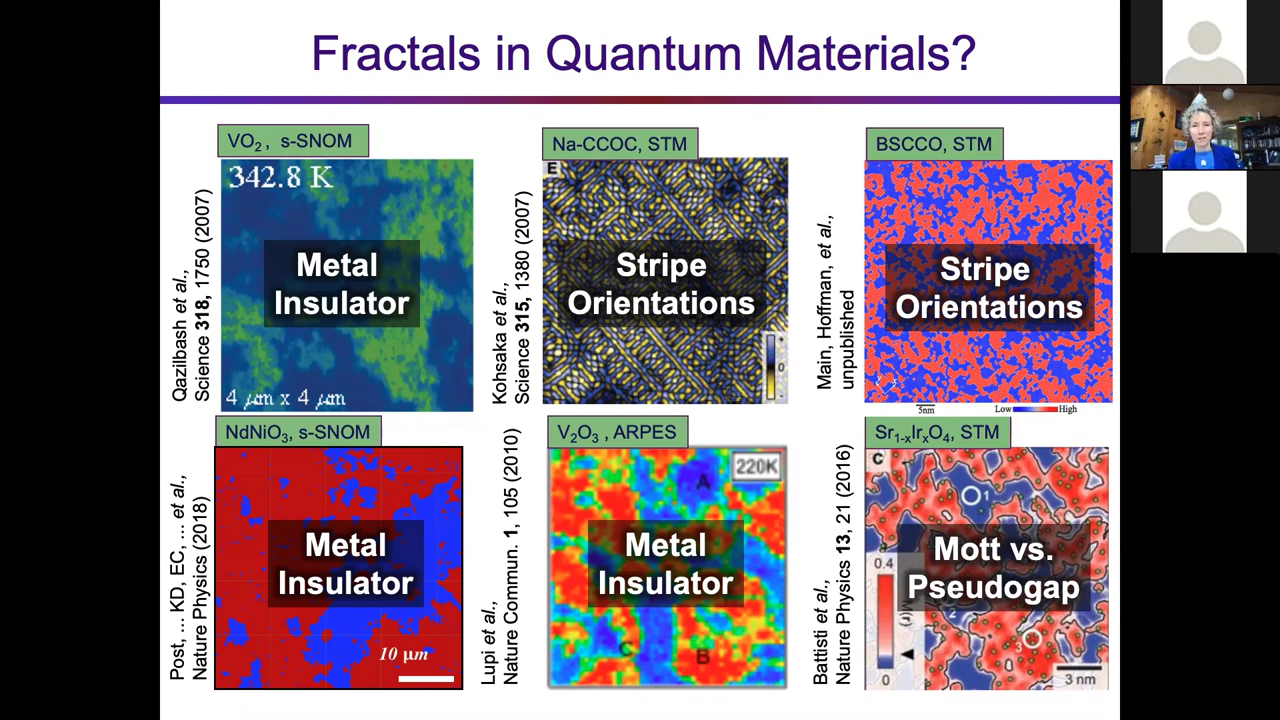 Fractals in Quantum Materials?
VO2 , s-SNOM
Qazilbash et al.,
Science 318, 1750 (2007)
342.8 K
Metal
Insulator
4 μm x 4 μm
Na-CCOC, STM
Kohsaka et al.,
Science 315, 1380 (2007)
E
Stripe
Orientations
+
0
-
BSCCO, STM
Main, Hoffman, et al.,
unpublished
Stripe
Orientations
5nm
Low
High
NdNiO3, s-SNOM
Post, ... KD, EC, ... et al.,
Nature Physics (2018)
Metal
Insulator
10 μm
V2O3 , ARPES
Lupi et al.,
Nature Commun. 1, 105 (2010)
220K
A
Metal
Insulator
C
B
Sr1-xIrxO4, STM
Battisti et al.,
Nature Physics 13, 21 (2016)
C
1
Mott vs.
Pseudogap
0.4
2
3
0
3 nm